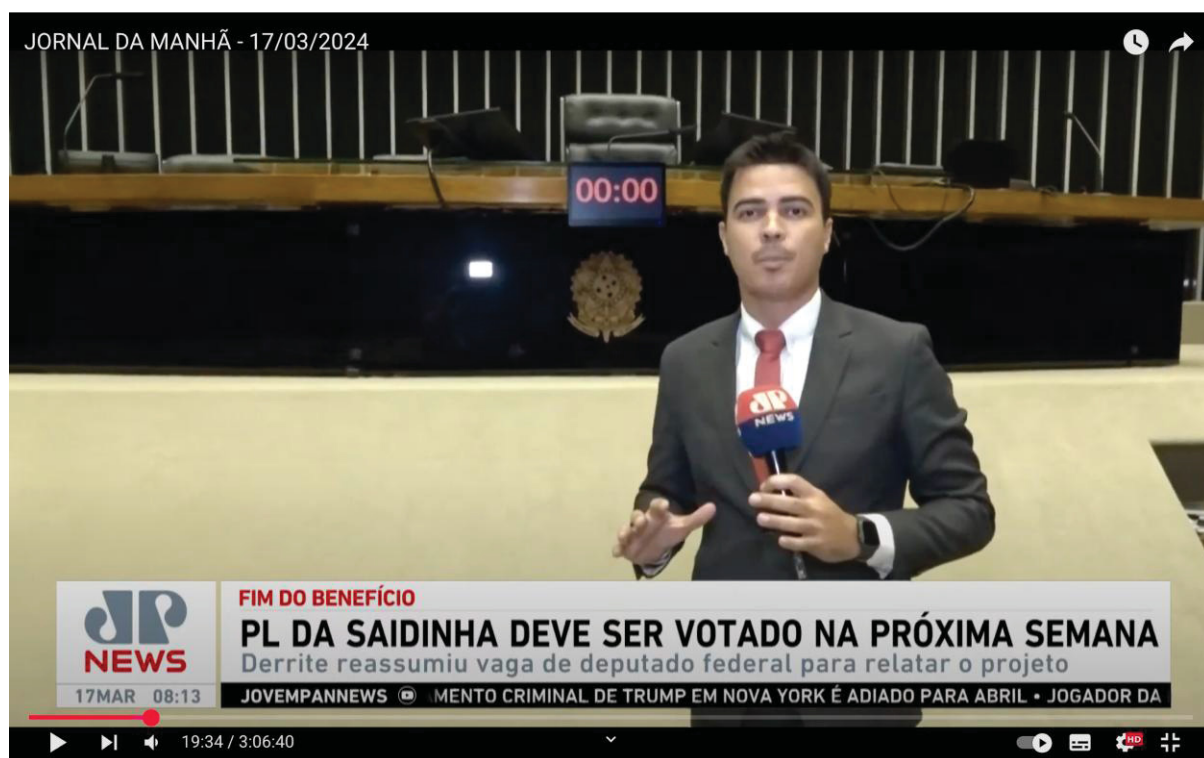 JORNAL DA MANHÃ - 17/03/2024
00:00
JP
NEWS
FIM DO BENEFÍCIO
PL DA SAIDINHA DEVE SER VOTADO NA PRÓXIMA SEMANA
Derrite reassumiu vaga de deputado federal para relatar o projeto
JP
NEWS
17MAR 08:13
JOVEMPANNEWS MENTO CRIMINAL DE TRUMP EM NOVA YORK É ADIADO PARA ABRIL • JOGADOR DA
19:34 / 3:06:40
HD